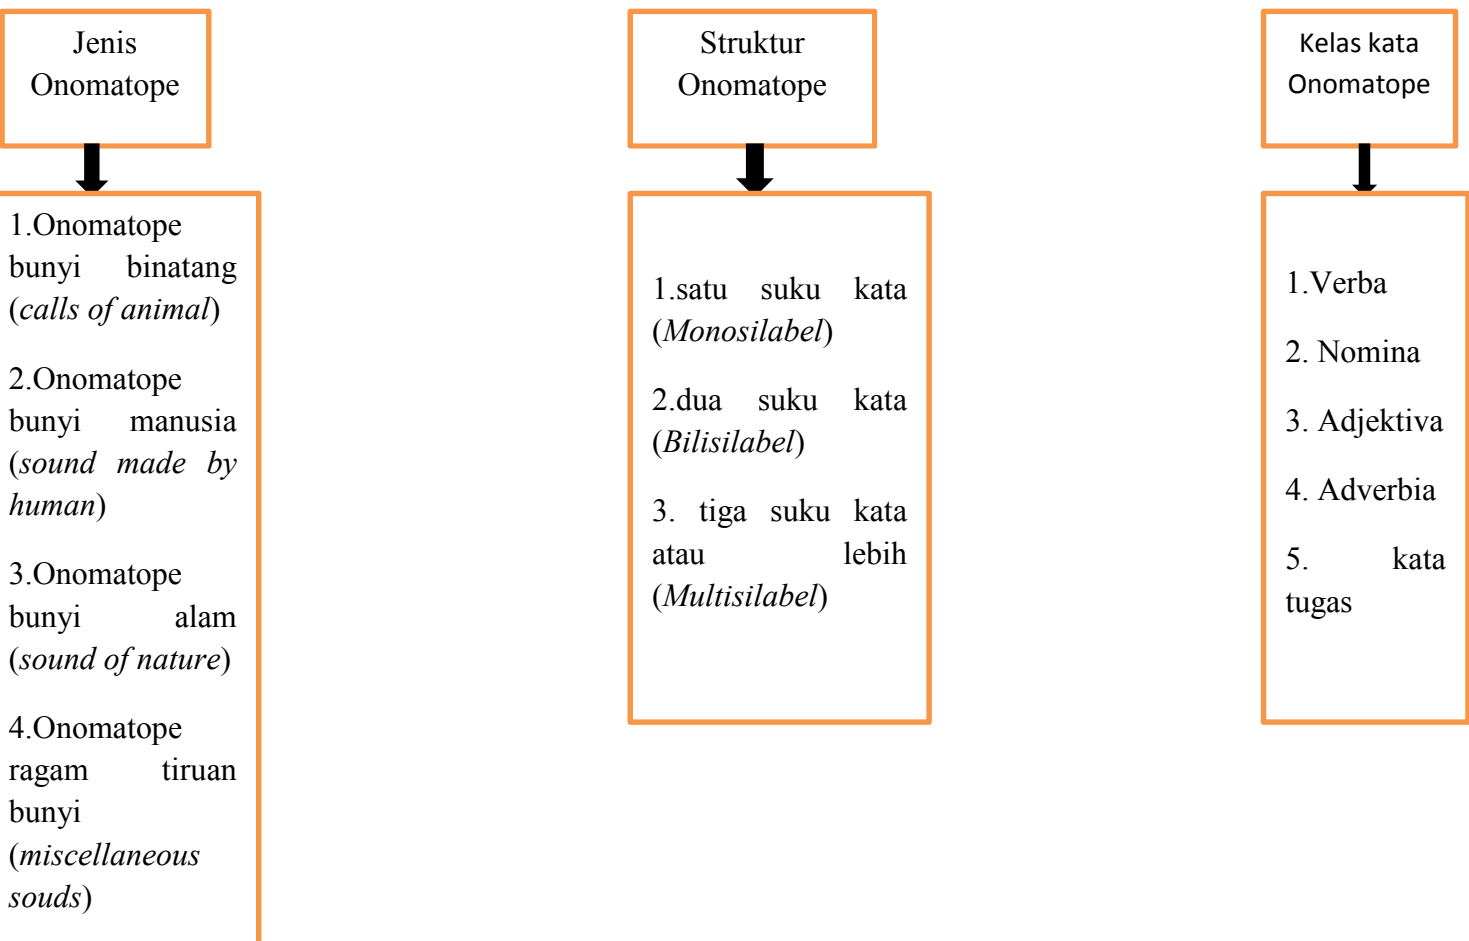 Jenis
Onomatope
1.Onomatope
bunyi binatang
(calls of animal)
2.Onomatope
bunyi manusia
(sound made by
human)
3.Onomatope
bunyi alam
(sound of nature)
4.Onomatope
ragam tiruan
bunyi
(miscellaneous
souds)
Struktur
Onomatope
1.satu suku kata
(Monosilabel)
2.dua suku kata
(Bilisilabel)
3. tiga suku kata
atau lebih
(Multisilabel)
Kelas kata
Onomatope
1.Verba
2. Nomina
3. Adjektiva
4. Adverbia
5. kata
tugas